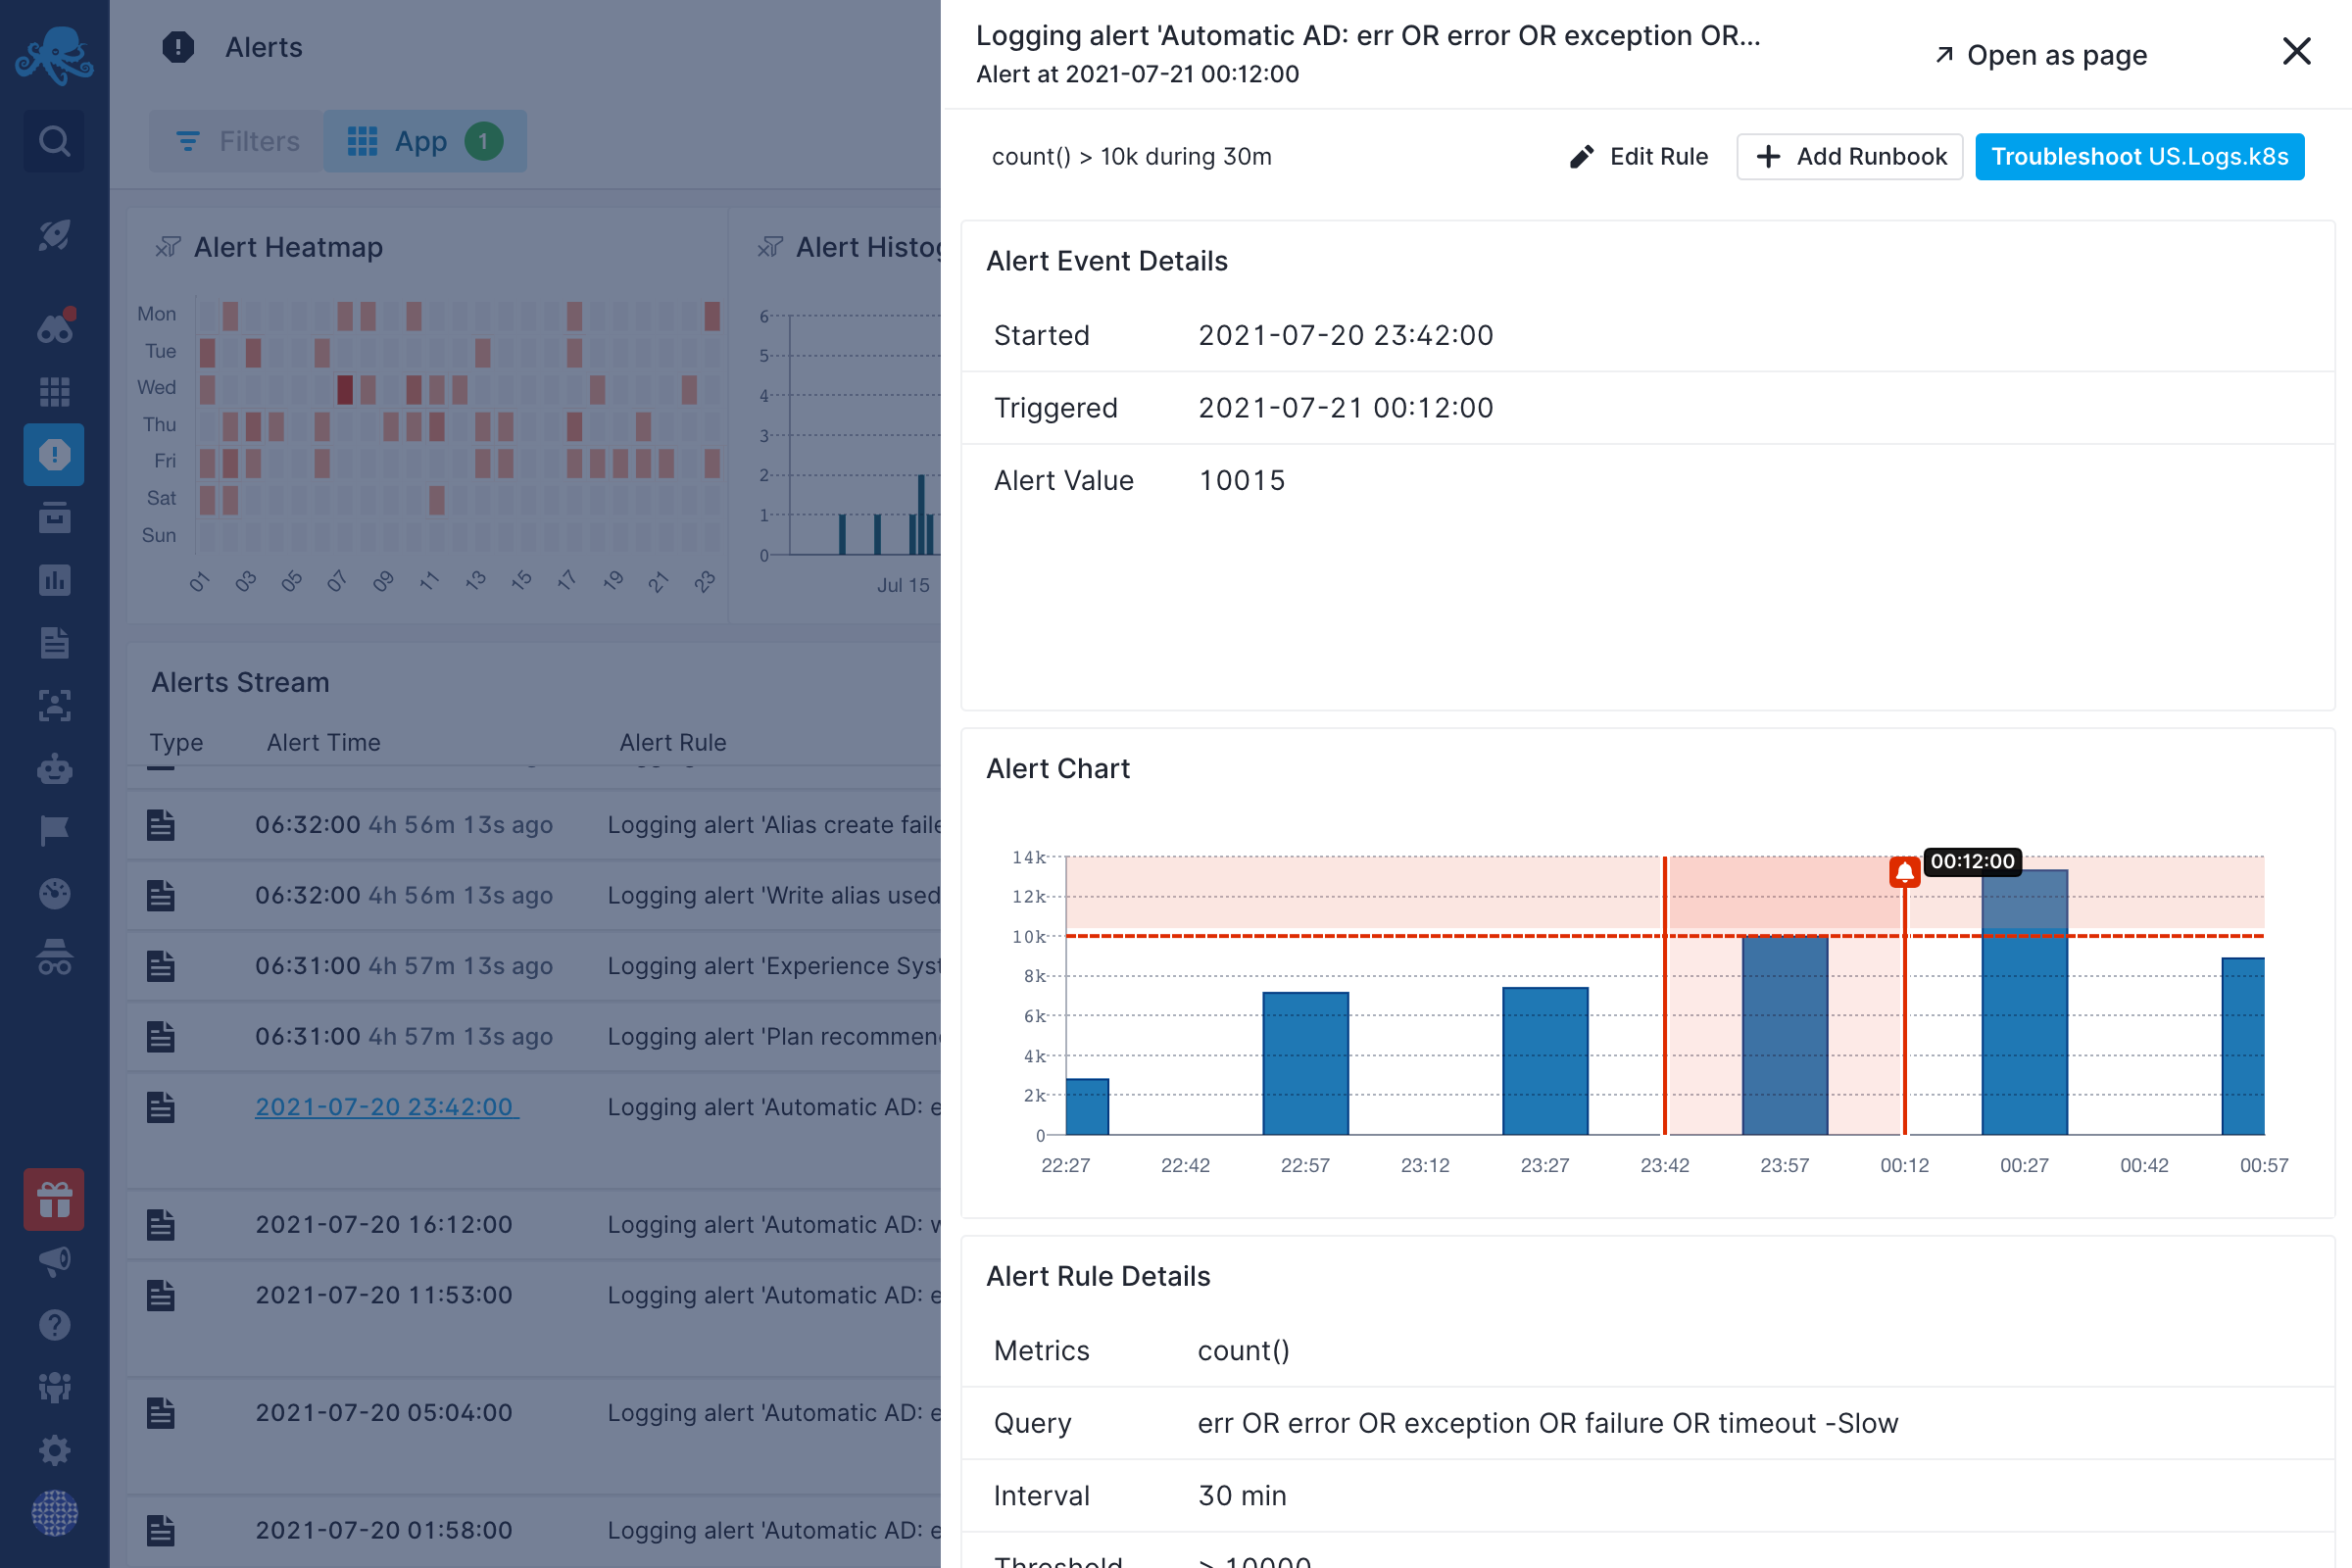 Alerts
Filters
App 1
Alert Heatmap
Mon
Tue
Wed
Thu
Fri
Sat
Sun
01 03 05 07 09 11 13 15 17 19 21 23
Alert Histog
6
5
4
3
2
1
0
Jul 15
Alerts Stream
Type Alert Time Alert Rule
06:32:00 4h 56m 13s ago Logging alert 'Alias create faile
06:32:00 4h 56m 13s ago Logging alert 'Write alias used
06:31:00 4h 57m 13s ago Logging alert 'Experience Syst
06:31:00 4h 57m 13s ago Logging alert 'Plan recommen
2021-07-20 23:42:00 Logging alert 'Automatic AD: e
2021-07-20 16:12:00 Logging alert 'Automatic AD: w
2021-07-20 11:53:00 Logging alert 'Automatic AD: e
2021-07-20 05:04:00 Logging alert 'Automatic AD: e
2021-07-20 01:58:00 Logging alert 'Automatic AD: e
Logging alert 'Automatic AD: err OR error OR exception OR...
Alert at 2021-07-21 00:12:00
Open as page
count() > 10k during 30m
Edit Rule
Add Runbook
Troubleshoot US.Logs.k8s
Alert Event Details
Started 2021-07-20 23:42:00
Triggered 2021-07-21 00:12:00
Alert Value 10015
Alert Chart
00:12:00
14k
12k
10k
8k
6k
4k
2k
0
22:27 22:42 22:57 23:12 23:27 23:42 23:57 00:12 00:27 00:42 00:57
Alert Rule Details
Metrics count()
Query err OR error OR exception OR failure OR timeout -Slow
Interval 30 min
Threshold > 10000